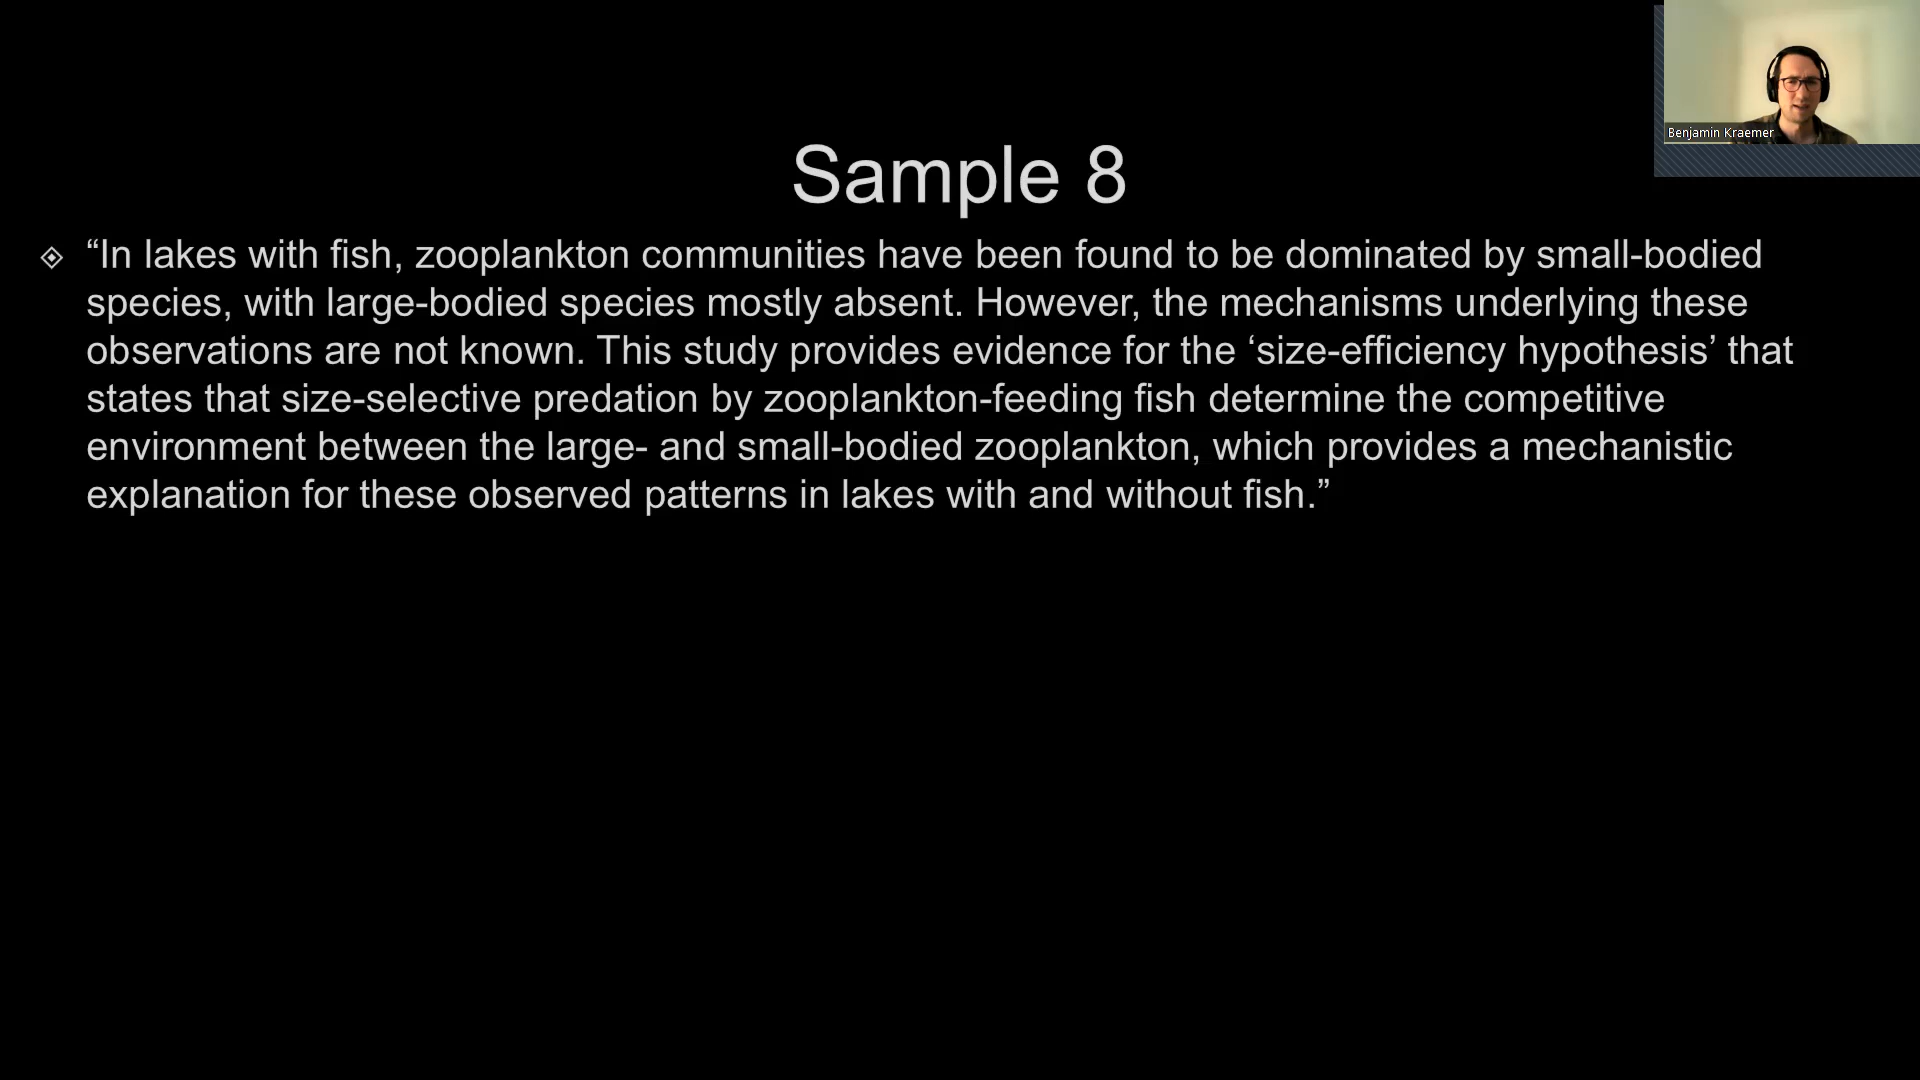 Benjamin Kraemer
Sample 8
“In lakes with fish, zooplankton communities have been found to be dominated by small-bodied
species, with large-bodied species mostly absent. However, the mechanisms underlying these
observations are not known. This study provides evidence for the ‘size-efficiency hypothesis’ that
states that size-selective predation by zooplankton-feeding fish determine the competitive
environment between the large- and small-bodied zooplankton, which provides a mechanistic
explanation for these observed patterns in lakes with and without fish.”